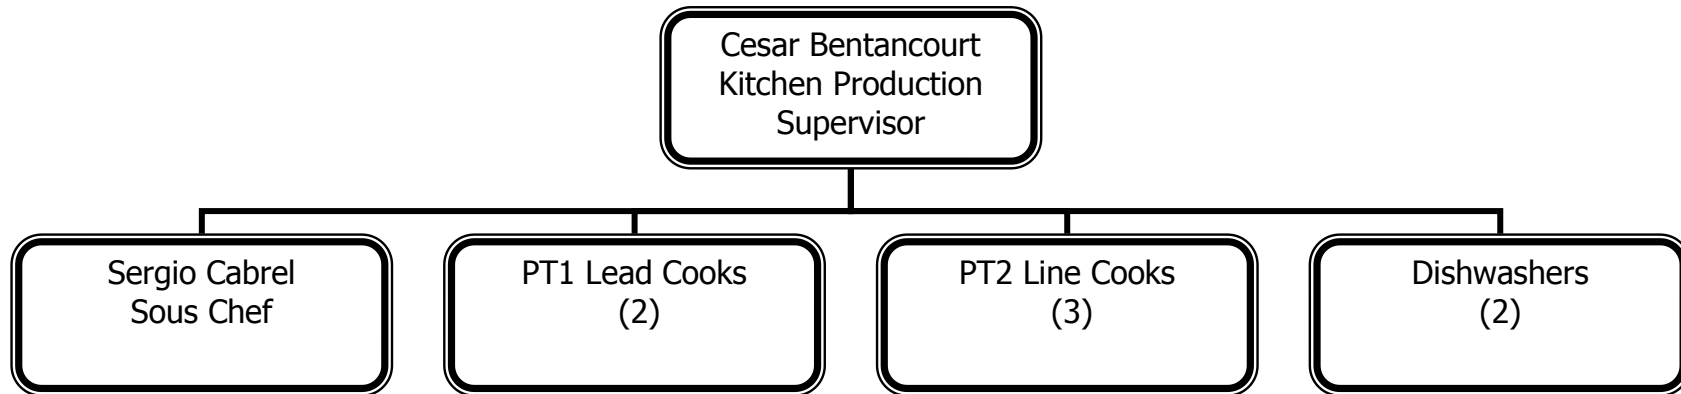 Cesar Bentancourt
Kitchen Production
Supervisor
Sergio Cabrel
Sous Chef
PT1 Lead Cooks
(2)
PT2 Line Cooks
(3)
Dishwashers
(2)